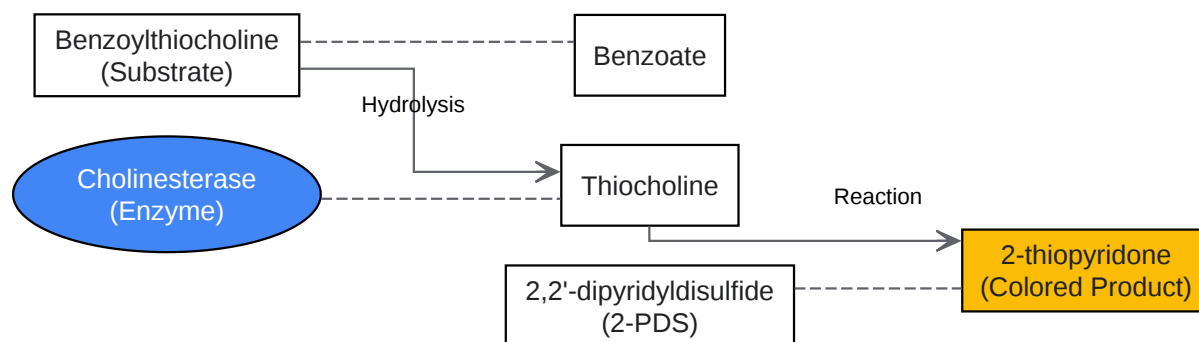 Benzoylthiocholine
(Substrate)
Benzoate
Hydrolysis
Cholinesterase
(Enzyme)
Thiocholine
Reaction
2-thiopyridone
(Colored Product)
2,2'-dipyridyldisulfide
(2-PDS)